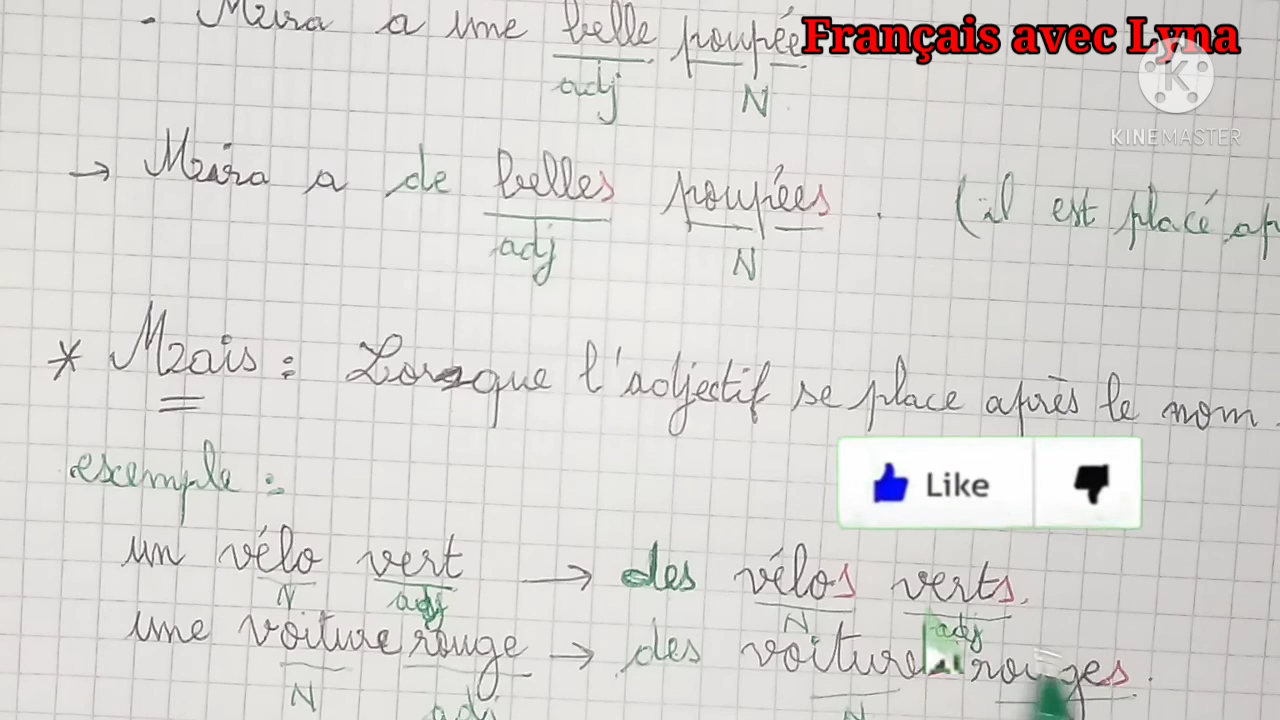 . Mira a une belle poupée
Français avec Lyna
adj N
KINEMASTER
→ Mira a de belles poupées. (il est placé
adj N
* Mais : Lorsque l'adjectif se place après le nom.
exemple :
Like
un vélo vert → des vélos verts.
N adj N adj
une voiture rouge → des voiture rouges.
N adj N